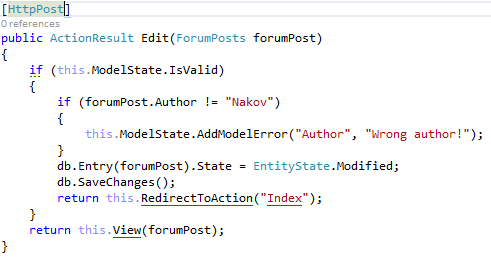 [HttpPost]
0 references
public ActionResult Edit(ForumPosts forumPost)
{
    if (this.ModelState.IsValid)
    {
        if (forumPost.Author != "Nakov")
        {
            this.ModelState.AddModelError("Author", "Wrong author!");
        }
        db.Entry(forumPost).State = EntityState.Modified;
        db.SaveChanges();
        return this.RedirectToAction("Index");
    }
    return this.View(forumPost);
}